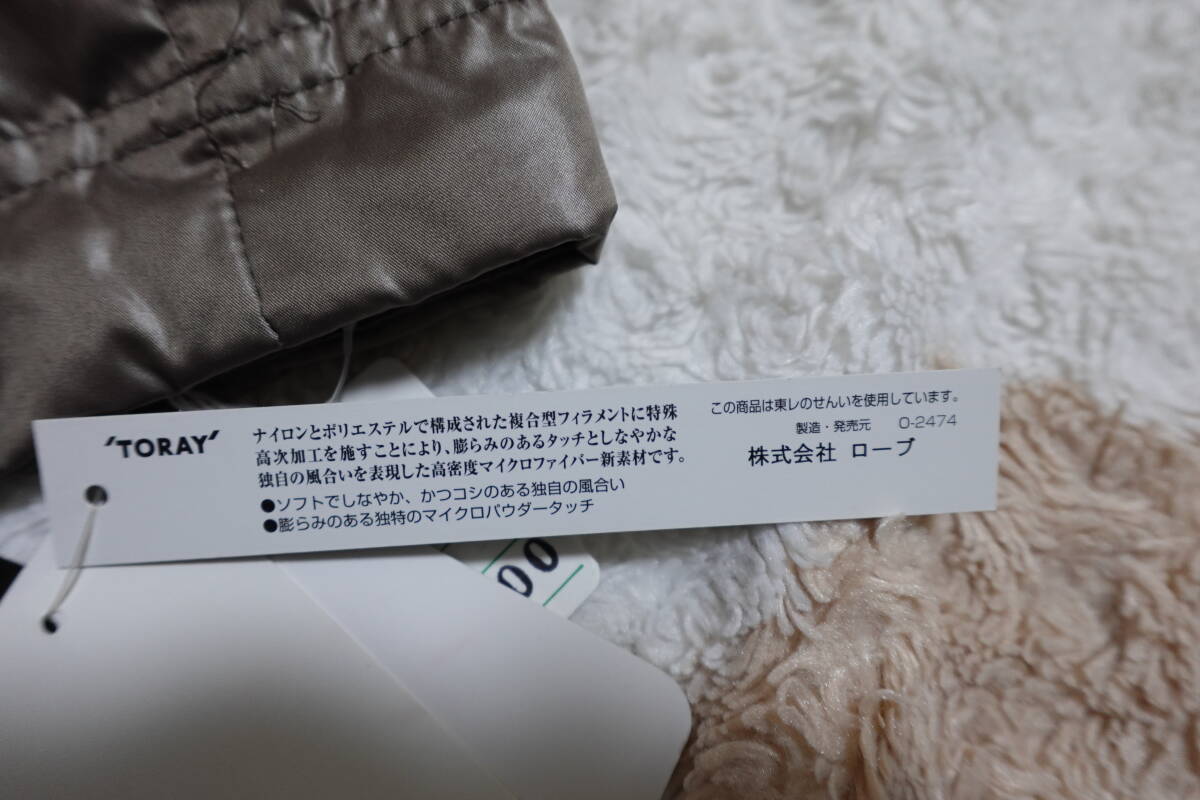 'TORAY'
ナイロンとポリエステルで構成された複合型フィラメントに特殊
高次加工を施すことにより、膨らみのあるタッチとしなやかな
独自の風合いを表現した高密度マイクロファイバー新素材です。
●ソフトでしなやか、かつコシのある独自の風合い
●膨らみのある独特のマイクロパウダータッチ
この商品は東レのせんいを使用しています。
製造・発売元 0-2474
株式会社 ローブ
00